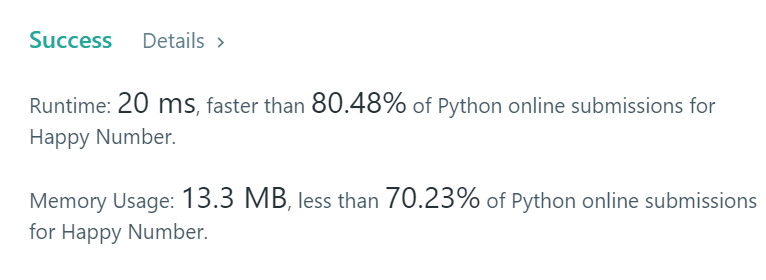 Success Details >
Runtime: 20 ms, faster than 80.48% of Python online submissions for
Happy Number.
Memory Usage: 13.3 MB, less than 70.23% of Python online submissions
for Happy Number.